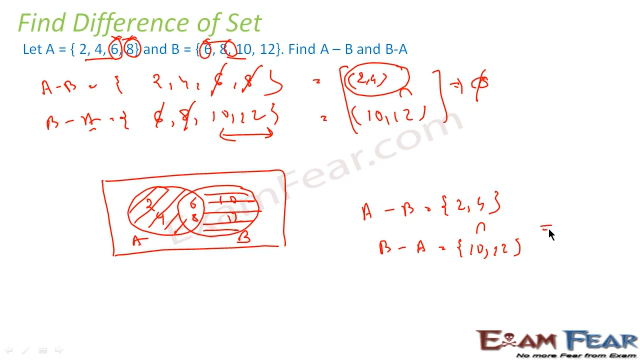 Find Difference of Set
Let A = { 2, 4, 6, 8} and B = { 6, 8, 10, 12}. Find A – B and B-A
A-B = { 2, 4, 6, 8 } = (2,4) ∩ => ϕ
B - A = { 6, 8, 10, 12 } = (10, 12)
2 6 10
4 8 12
A B
A - B = { 2, 4 }
∩ =
B - A = { 10, 12 }
ExamFear.com
EXAM FEAR
No more Fear from Exams